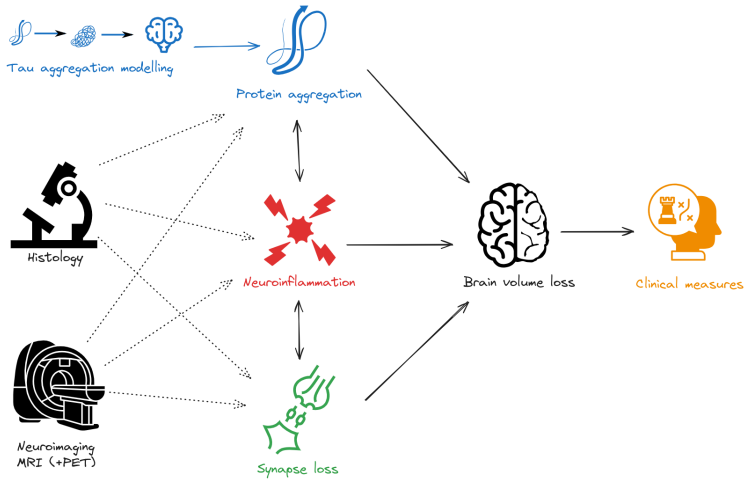 Tau aggregation modelling
Protein aggregation
Histology
Neuroinflammation
Brain volume loss
Clinical measures
Neuroimaging
MRI (+PET)
Synapse loss